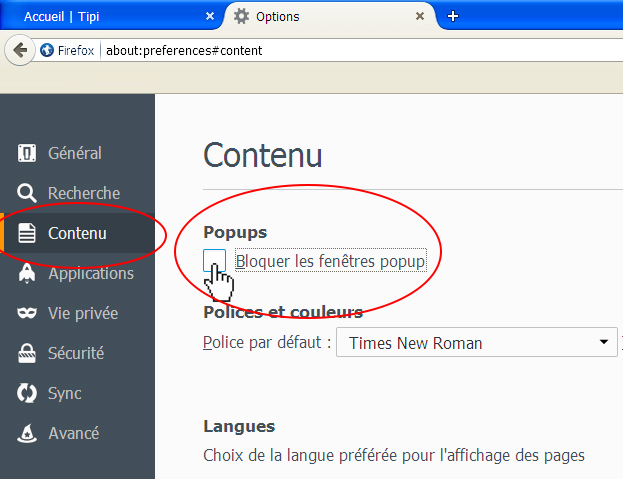 Accueil | Tipi
Options
Firefox
about:preferences#content
Général
Recherche
Contenu
Applications
Vie privée
Sécurité
Sync
Avancé
Contenu
Popups
Bloquer les fenêtres popup
Polices et couleurs
Police par défaut : Times New Roman
Langues
Choix de la langue préférée pour l'affichage des pages